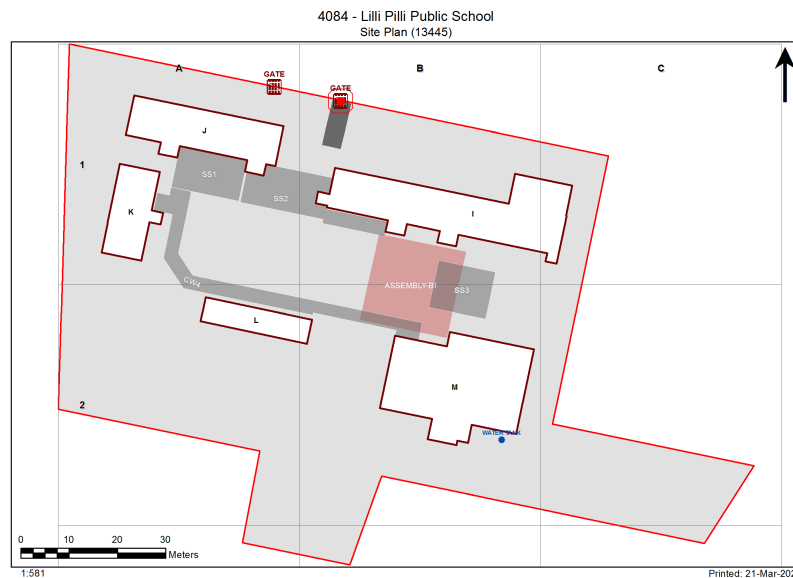 4084 - Lilli Pilli Public School
Site Plan (13445)
A
B
C
GATE
GATE
J
1
SS1
SS2
K
I
CW4
ASSEMBLY-BI
SS3
L
M
2
WATER TANK
0 10 20 30
Meters
1:581
Printed: 21-Mar-202